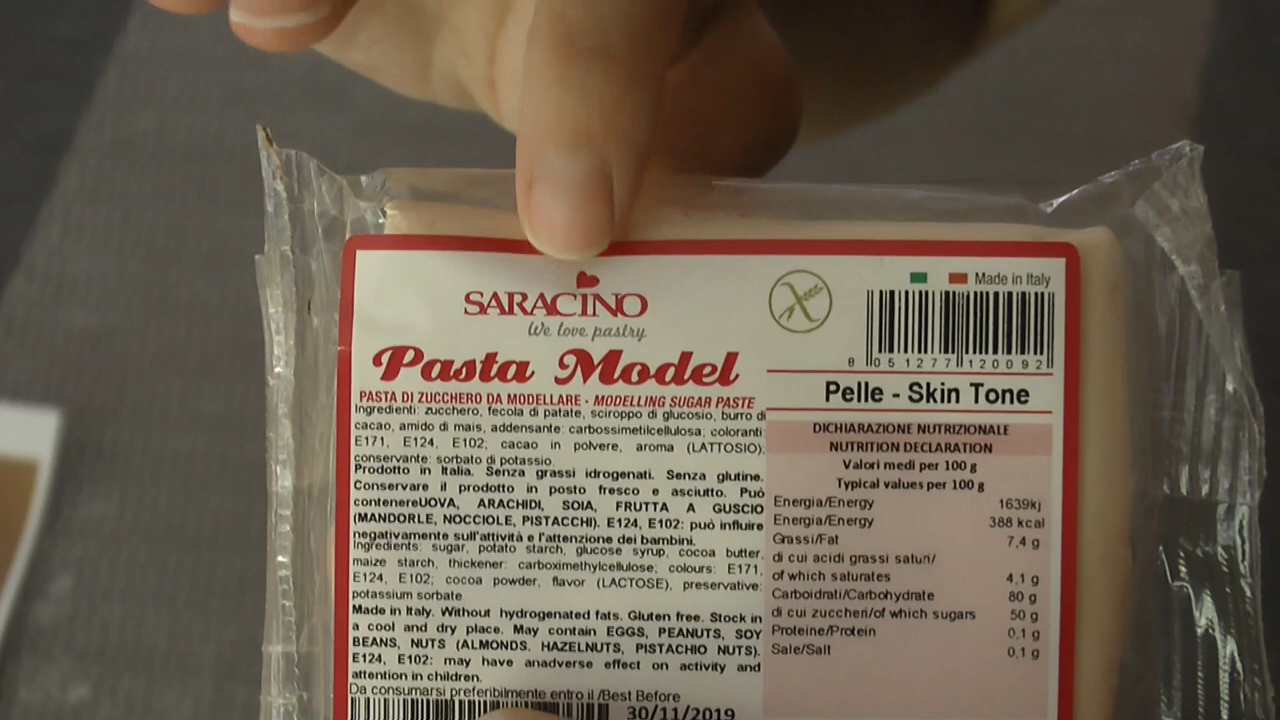 SARACINO
We love pastry
Pasta Model
PASTA DI ZUCCHERO DA MODELLARE - MODELLING SUGAR PASTE
Ingredienti: zucchero, fecola di patate, sciroppo di glucosio, burro di
cacao, amido di mais, addensante: carbossimetilcellulosa; coloranti:
E171, E124, E102; cacao in polvere, aroma (LATTOSIO);
conservante: sorbato di potassio.
Prodotto in Italia. Senza grassi idrogenati. Senza glutine.
Conservare il prodotto in posto fresco e asciutto. Può
contenereUOVA, ARACHIDI, SOIA, FRUTTA A GUSCIO
(MANDORLE, NOCCIOLE, PISTACCHI). E124, E102: può influire
negativamente sull'attività e l'attenzione dei bambini.
Ingredients: sugar, potato starch, glucose syrup, cocoa butter,
maize starch, thickener: carboximethylcellulose; colours: E171,
E124, E102; cocoa powder, flavor (LACTOSE), preservative:
potassium sorbate.
Made in Italy. Without hydrogenated fats. Gluten free. Stock in
a cool and dry place. May contain EGGS, PEANUTS, SOY
BEANS, NUTS (ALMONDS, HAZELNUTS, PISTACHIO NUTS).
E124, E102: may have anadverse effect on activity and
attention in children.
Da consumarsi preferibilmente entro il /Best Before
30/11/2019
Made in Italy
8 051277 120092
Pelle - Skin Tone
DICHIARAZIONE NUTRIZIONALE
NUTRITION DECLARATION
Valori medi per 100 g
Typical values per 100 g
Energia/Energy 1639kj
Energia/Energy 388 kcal
Grassi/Fat 7,4 g
di cui acidi grassi saturi/
of which saturates 4,1 g
Carboidrati/Carbohydrate 80 g
di cui zuccheri/of which sugars 50 g
Proteine/Protein 0,1 g
Sale/Salt 0,1 g